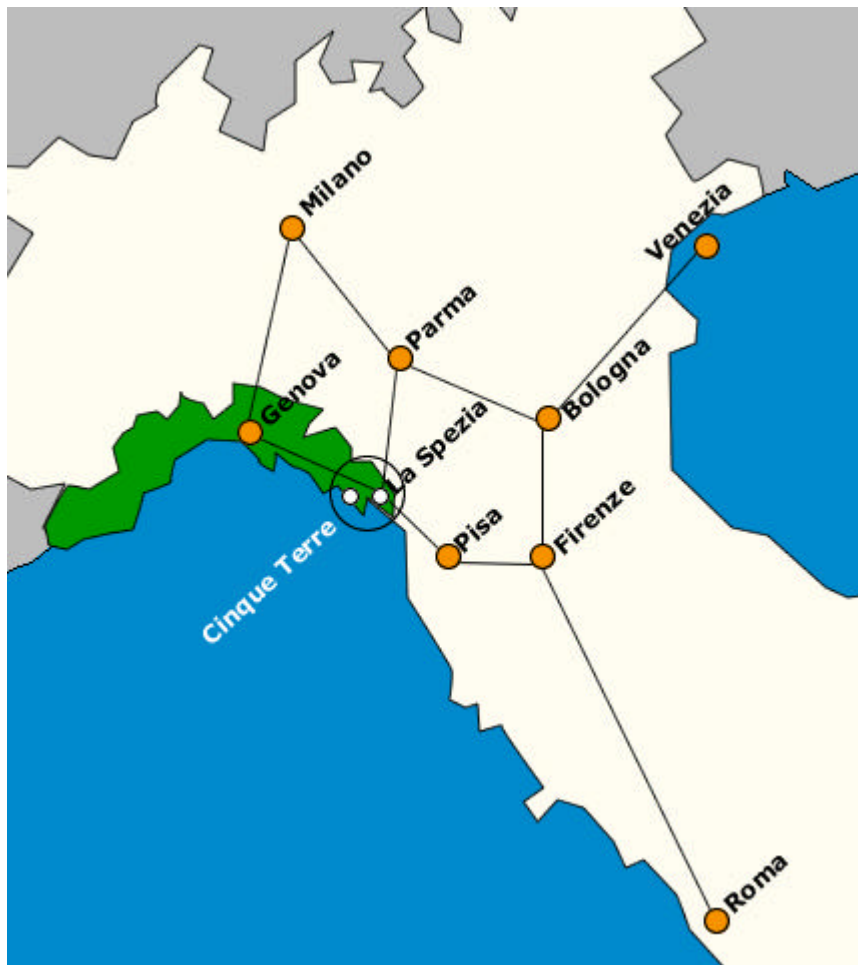 Milano
Venezia
Parma
Genova
Bologna
La Spezia
Pisa
Firenze
Cinque Terre
Roma